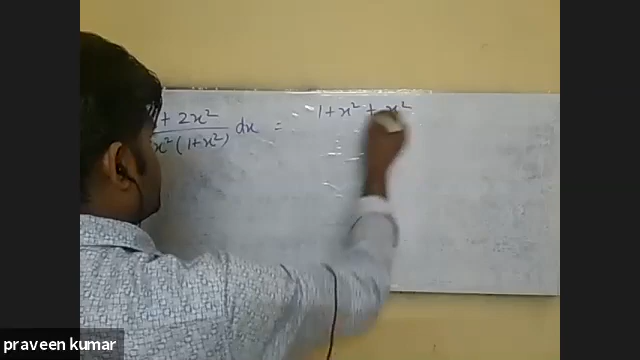 + 2x² / x²(1+x²) dx = 1+x² + x²
praveen kumar